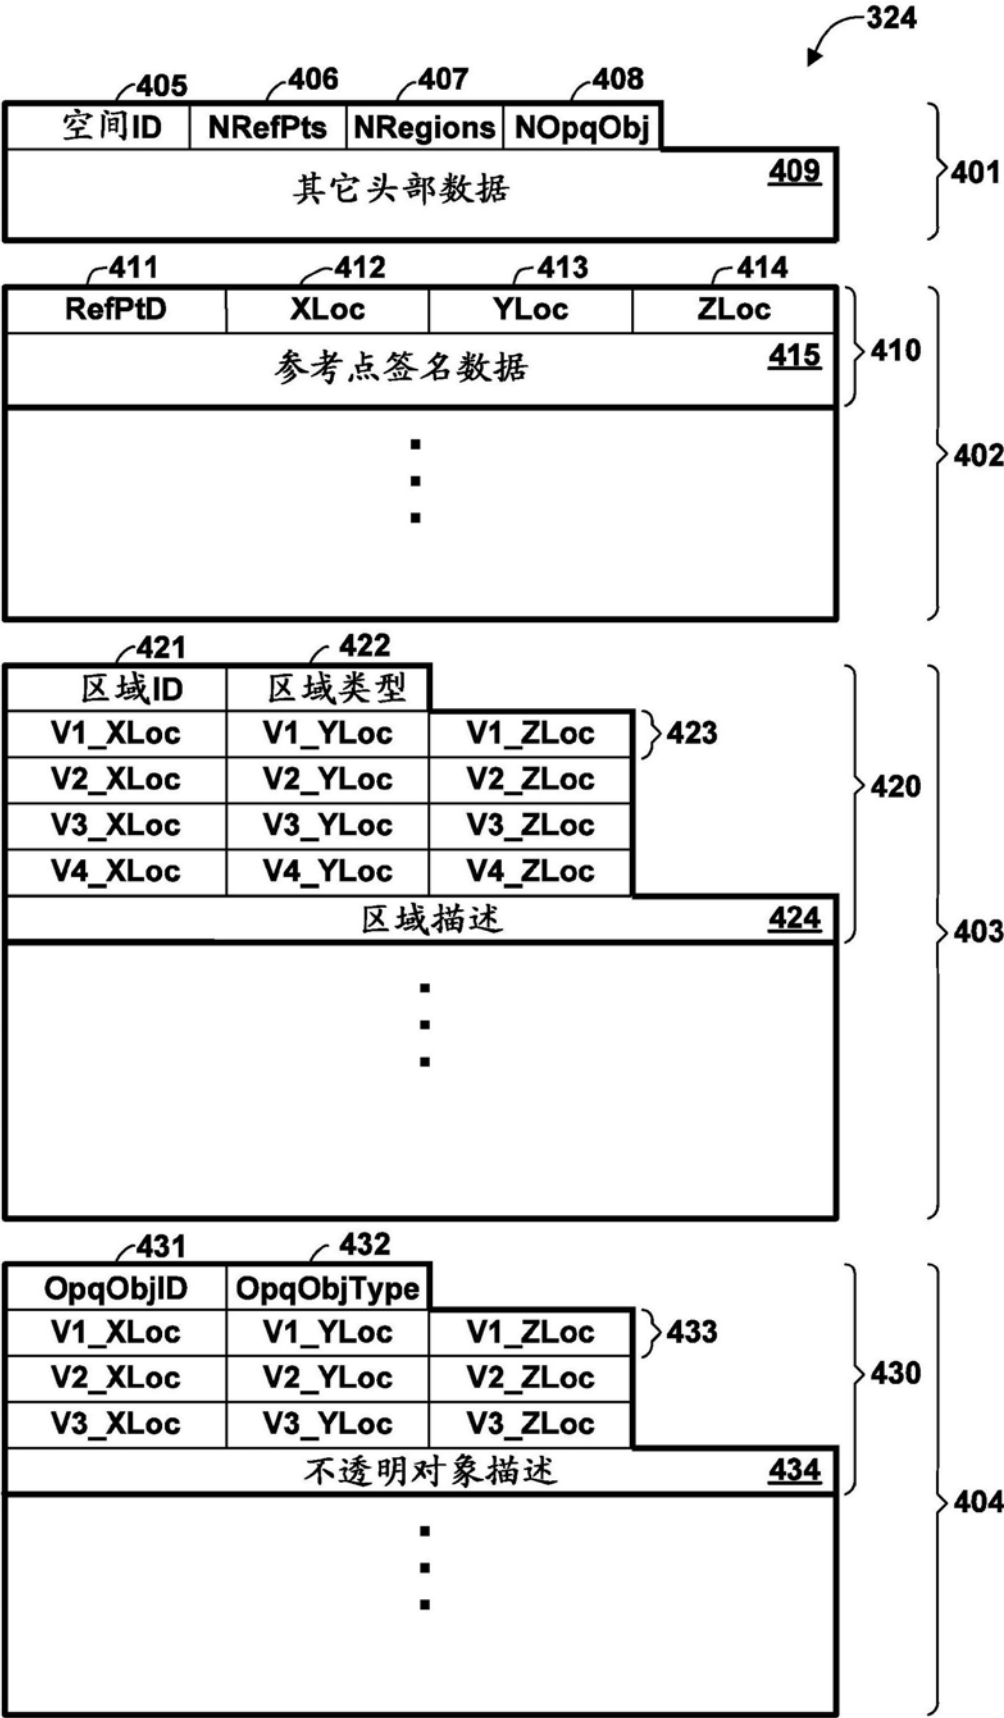 324
405 406 407 408
空间ID NRefPts NRegions NOpqObj
其它头部数据 409
401
411 412 413 414
RefPtD XLoc YLoc ZLoc
参考点签名数据 415
410
402
421 422
区域ID 区域类型
V1_XLoc V1_YLoc V1_ZLoc 423
V2_XLoc V2_YLoc V2_ZLoc
V3_XLoc V3_YLoc V3_ZLoc
V4_XLoc V4_YLoc V4_ZLoc
区域描述 424
420
403
431 432
OpqObjID OpqObjType
V1_XLoc V1_YLoc V1_ZLoc 433
V2_XLoc V2_YLoc V2_ZLoc
V3_XLoc V3_YLoc V3_ZLoc
不透明对象描述 434
430
404